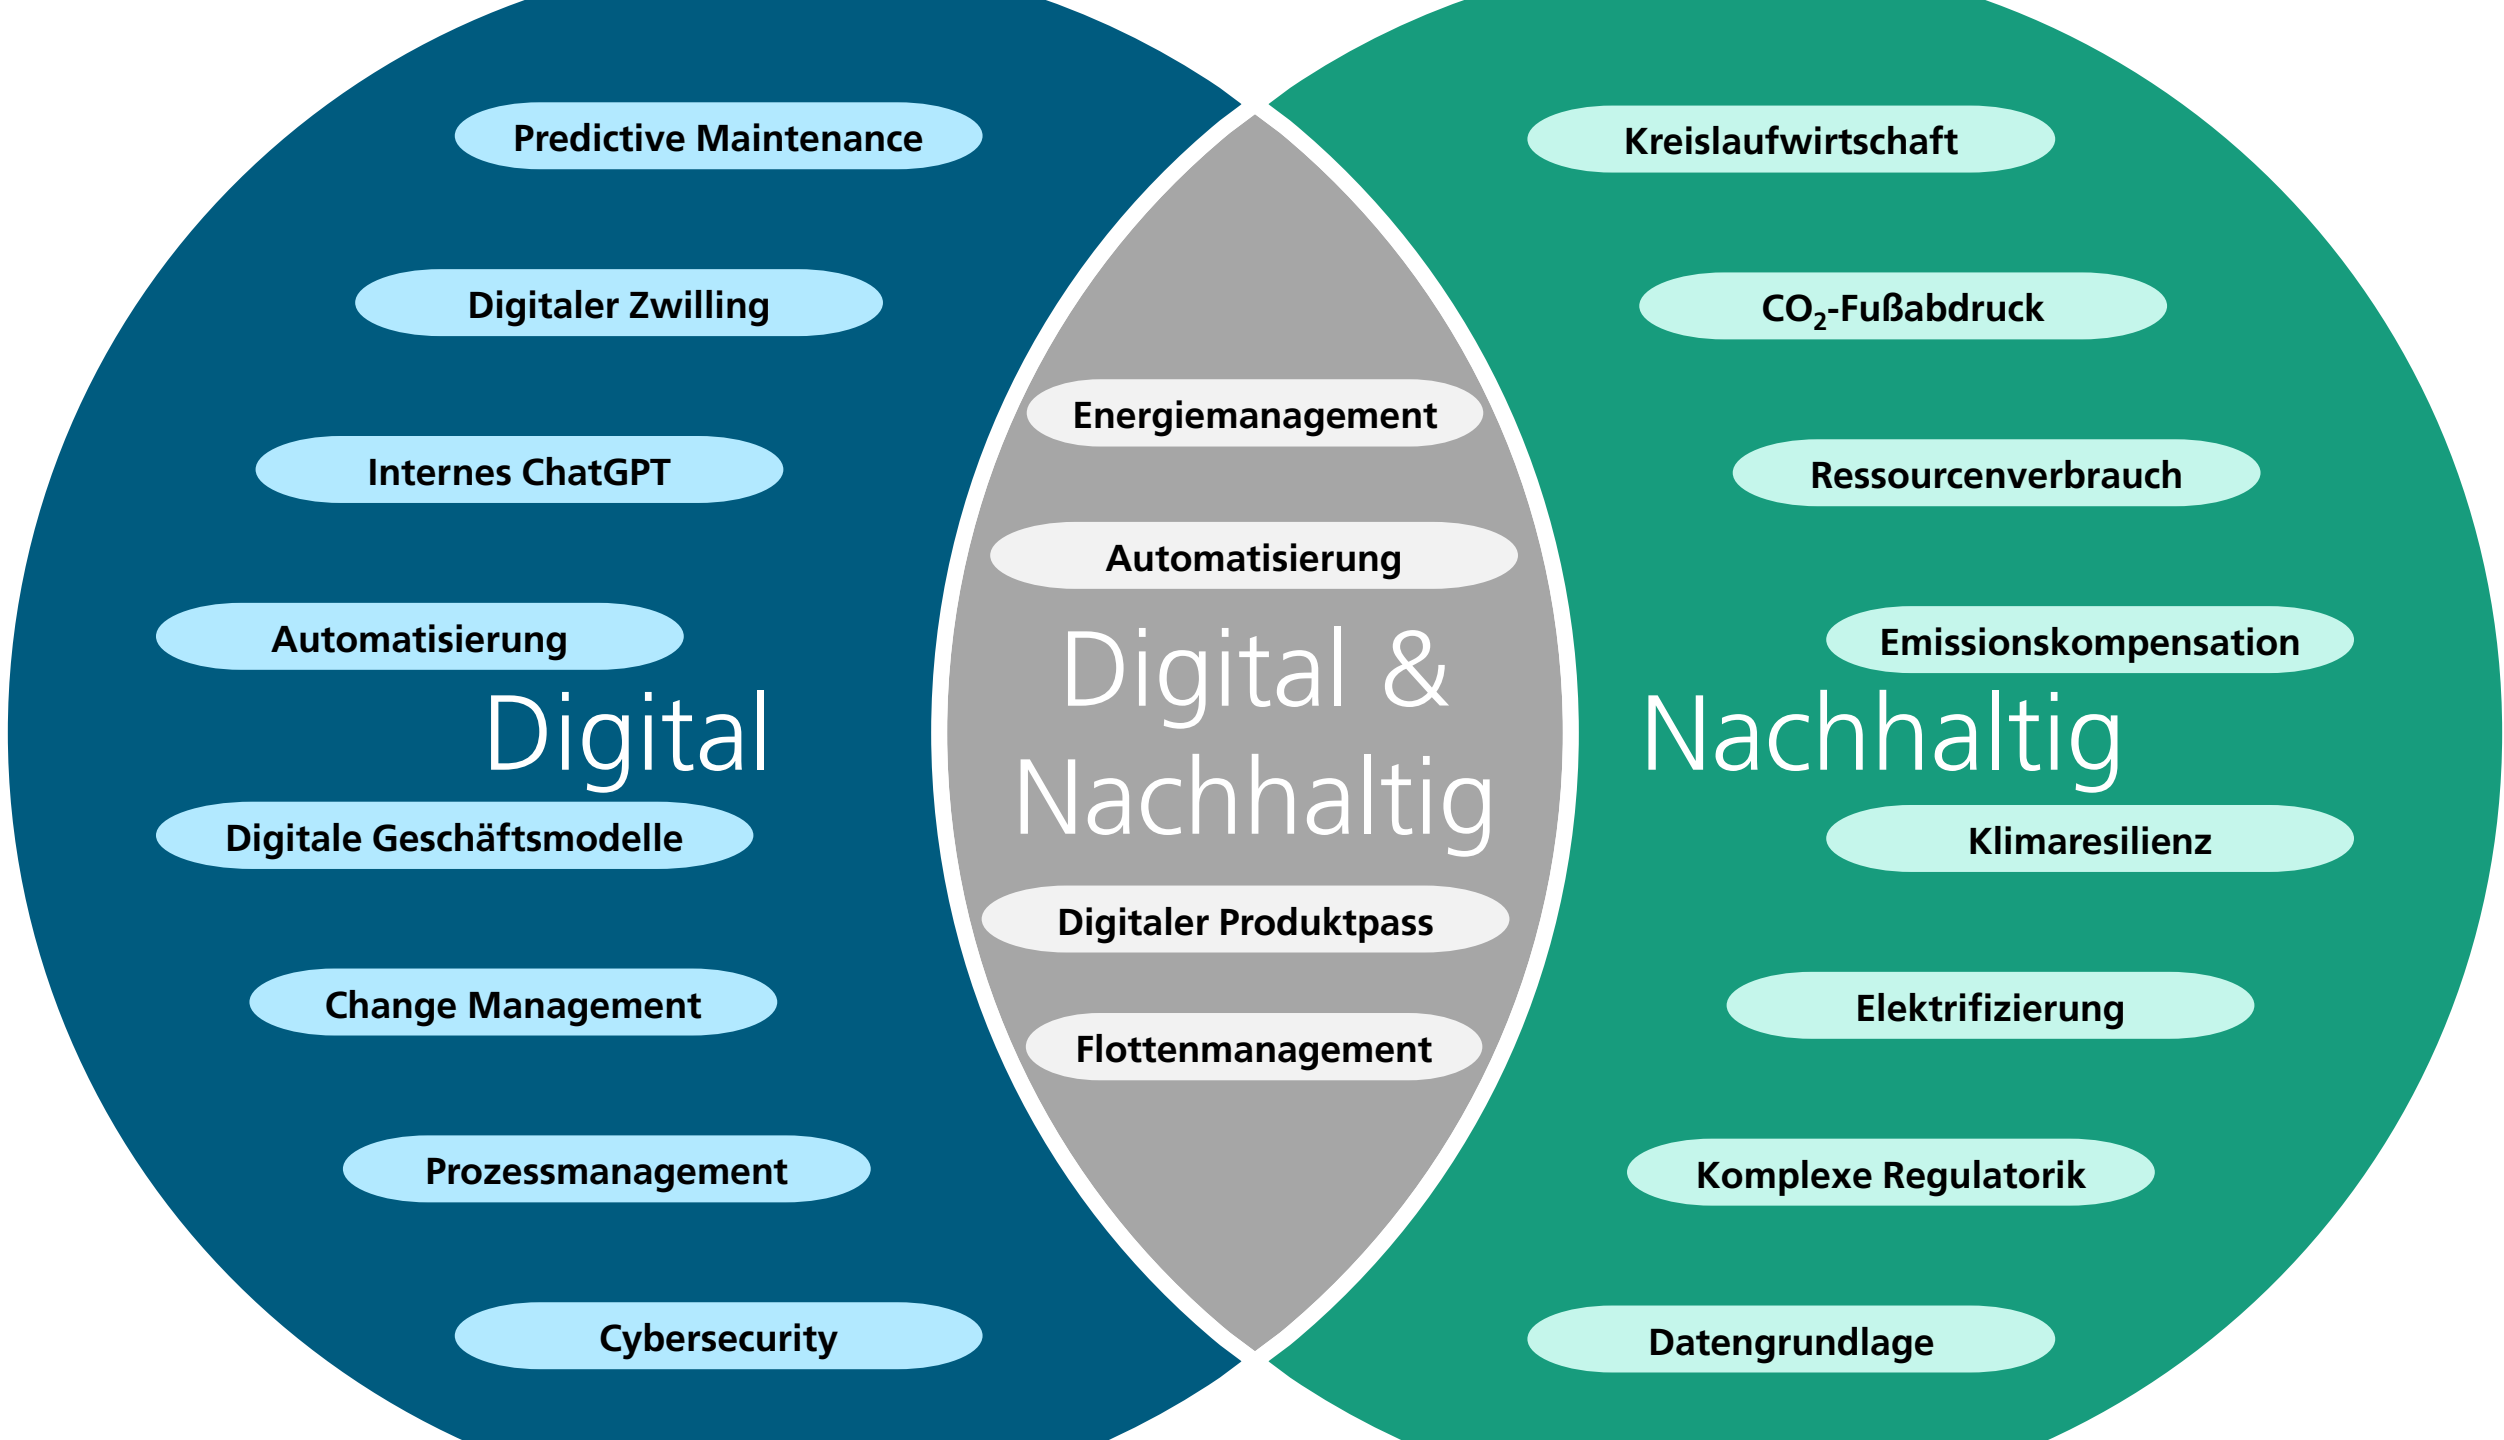 Predictive Maintenance
Digitaler Zwilling
Internes ChatGPT
Automatisierung
Digital
Digitale Geschäftsmodelle
Change Management
Prozessmanagement
Cybersecurity
Energiemanagement
Automatisierung
Digital &
Nachhaltig
Digitaler Produktpass
Flottenmanagement
Kreislaufwirtschaft
CO₂-Fußabdruck
Ressourcenverbrauch
Emissionskompensation
Nachhaltig
Klimaresilienz
Elektrifizierung
Komplexe Regulatorik
Datengrundlage